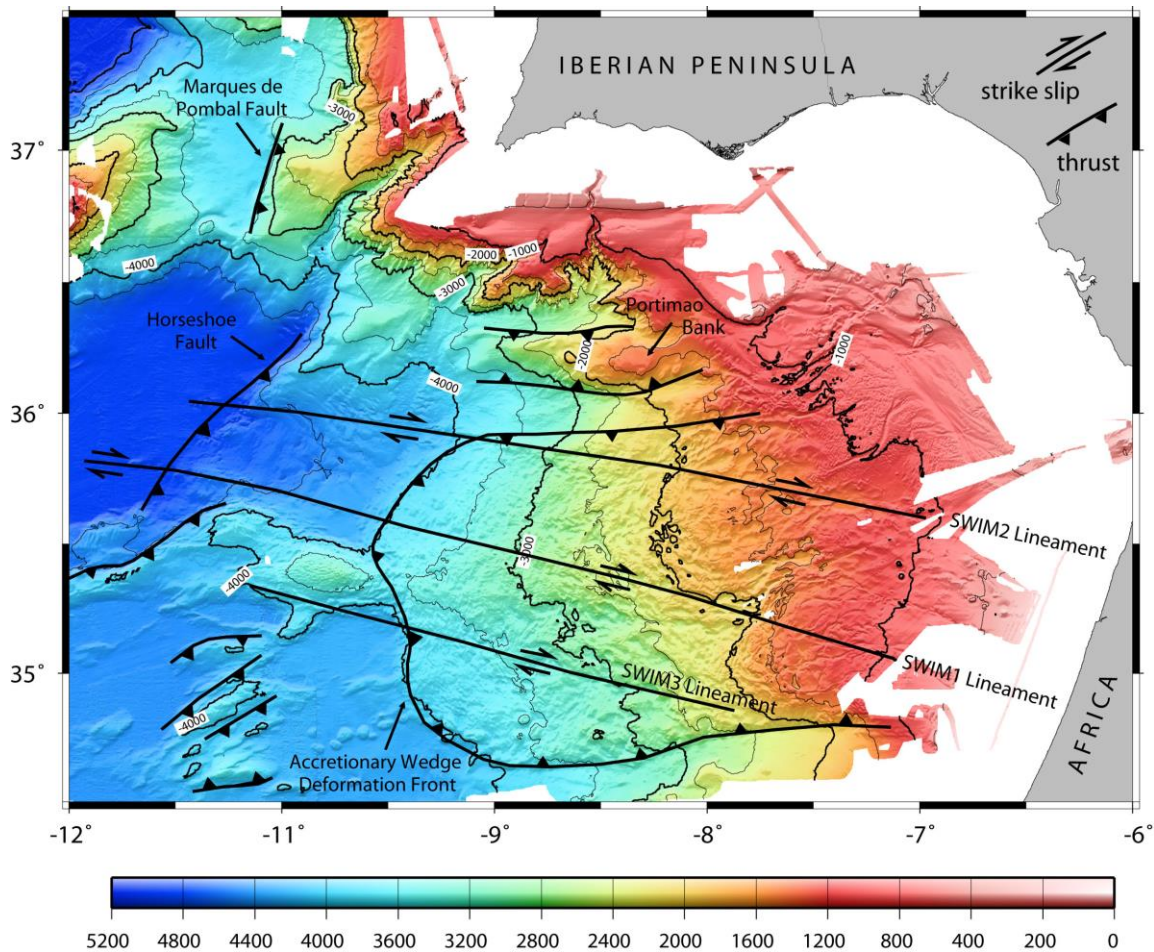 IBERIAN PENINSULA
strike slip
thrust
Marques de
Pombal Fault
-3000
37°
-4000
-2000
-1000
-3000
Horseshoe
Fault
Portimao
Bank
-2000
-1000
-4000
36°
SWIM2 Lineament
-3000
-4000
35°
SWIM3 Lineament
SWIM1 Lineament
-4000
Accretionary Wedge
Deformation Front
AFRICA
-12 -11 -9 -8 -7 -6°
5200 4800 4400 4000 3600 3200 2800 2400 2000 1600 1200 800 600 400 200 0